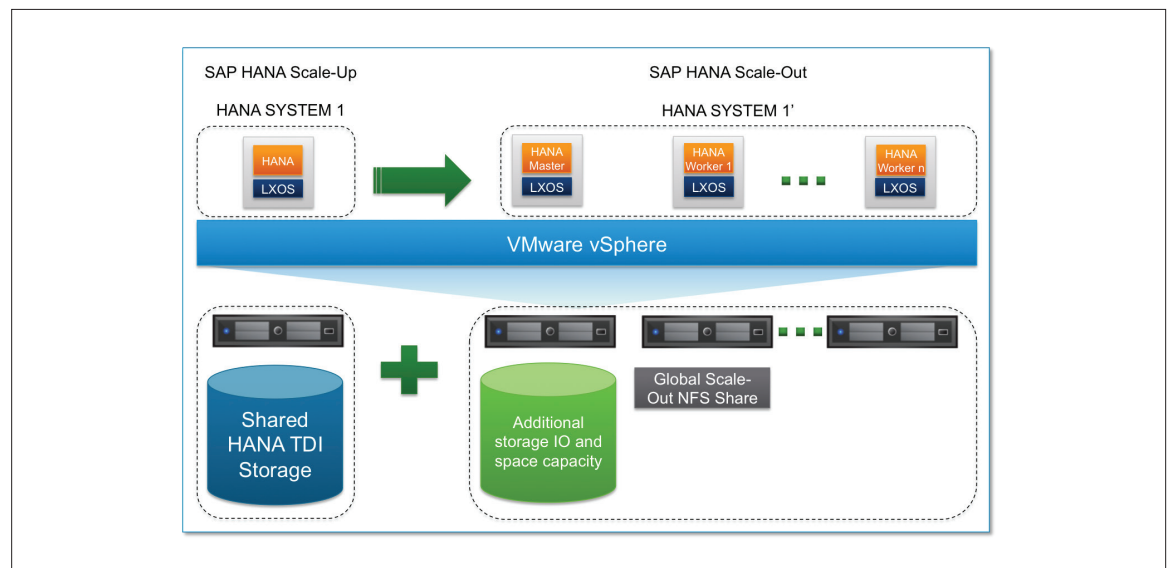 SAP HANA Scale-Up
SAP HANA Scale-Out
HANA SYSTEM 1
HANA SYSTEM 1'
HANA
LXOS
HANA
Master
LXOS
HANA
Worker 1
LXOS
HANA
Worker n
LXOS
VMware vSphere
Shared
HANA TDI
Storage
Additional
storage IO and
space capacity
Global Scale-
Out NFS Share